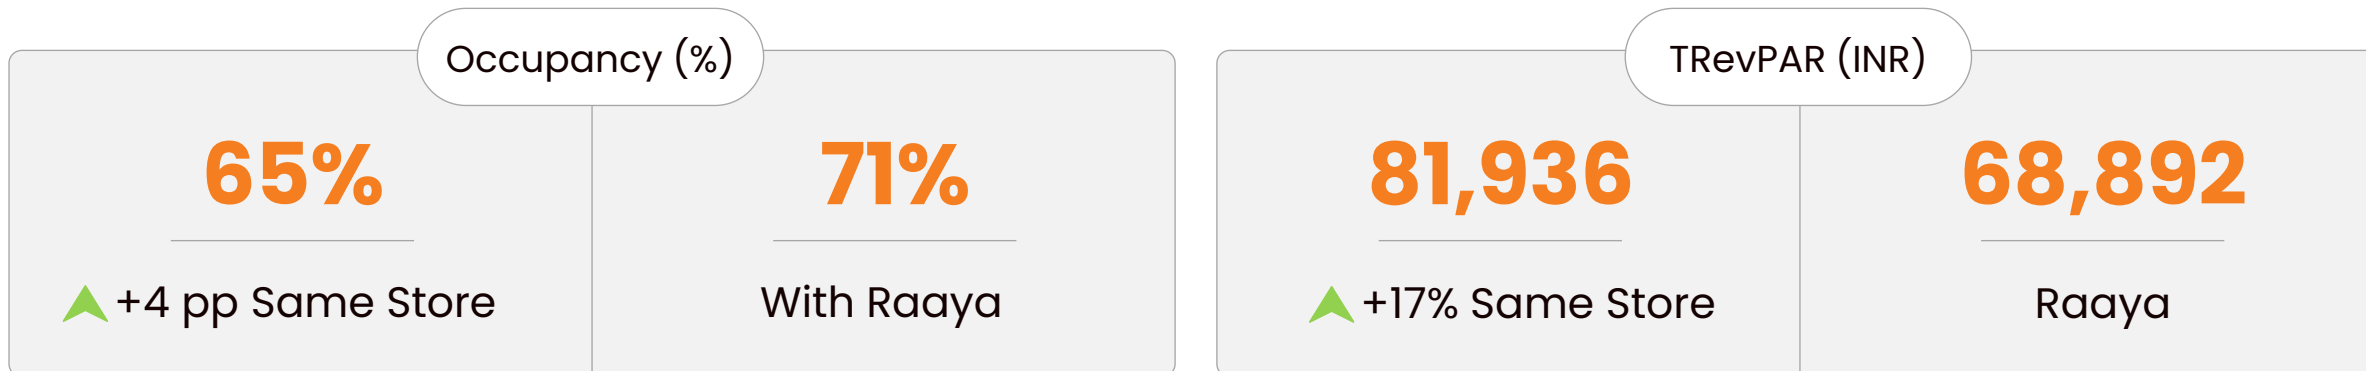 Occupancy (%)
65%
+4 pp Same Store
71%
With Raaya
TRevPAR (INR)
81,936
+17% Same Store
68,892
Raaya